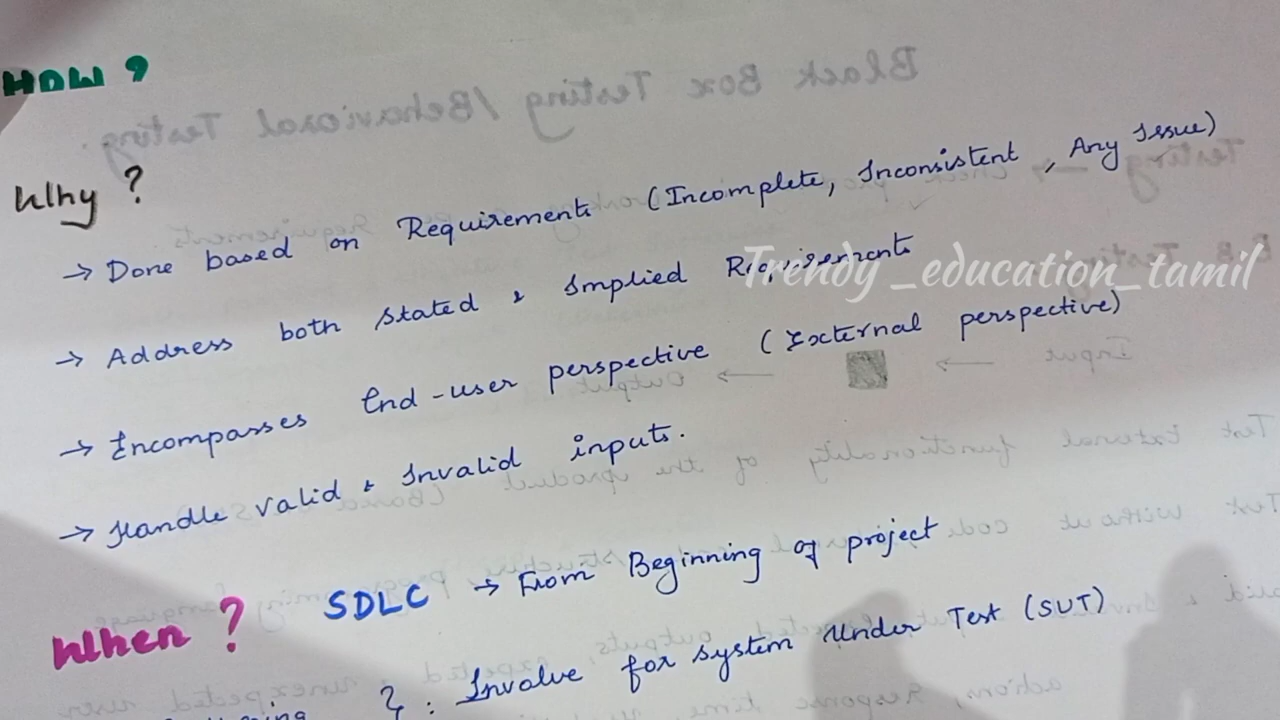 HOW ?
Why ?
→ Done based on Requirements (Incomplete, Inconsistent, Any Issue)
→ Address both stated & Implied Requirements
Trendy_education_tamil
→ Encompasses End-user perspective (External perspective)
→ Handle valid & Invalid inputs.
When ? SDLC → From Beginning of project
} : Involve for system Under Test (SUT)